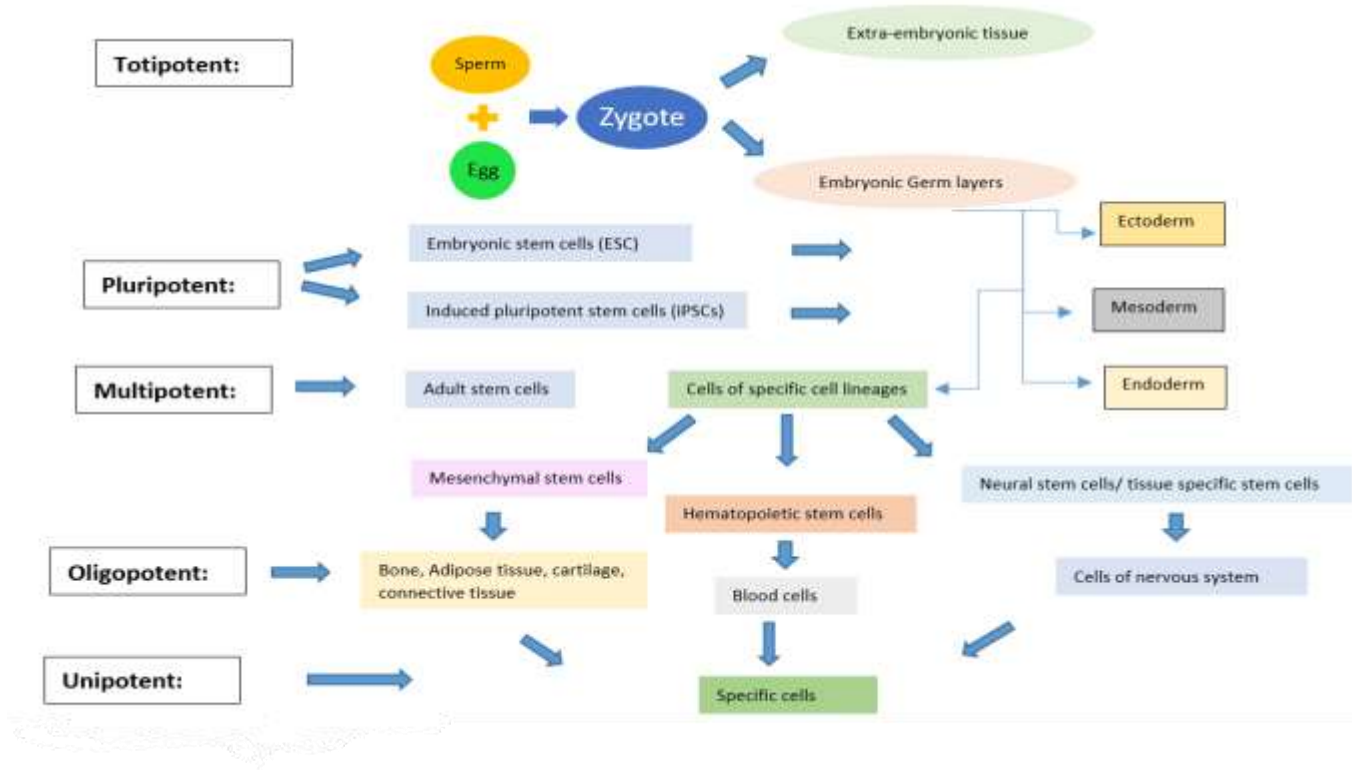 Totipotent:
Sperm
Egg
Zygote
Extra-embryonic tissue
Embryonic Germ layers
Ectoderm
Mesoderm
Endoderm
Pluripotent:
Embryonic stem cells (ESC)
Induced pluripotent stem cells (iPSCs)
Multipotent:
Adult stem cells
Cells of specific cell lineages
Mesenchymal stem cells
Hematopoietic stem cells
Neural stem cells/ tissue specific stem cells
Oligopotent:
Bone, Adipose tissue, cartilage,
connective tissue
Blood cells
Cells of nervous system
Unipotent:
Specific cells